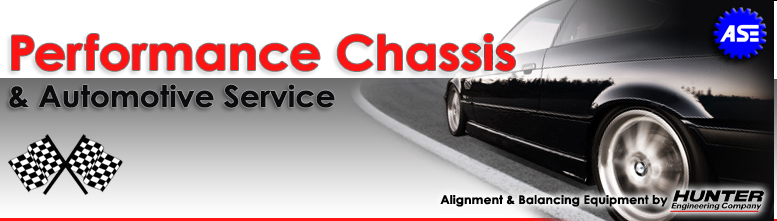 Performance Chassis
& Automotive Service
ASE
Alignment & Balancing Equipment by HUNTER
Engineering Company